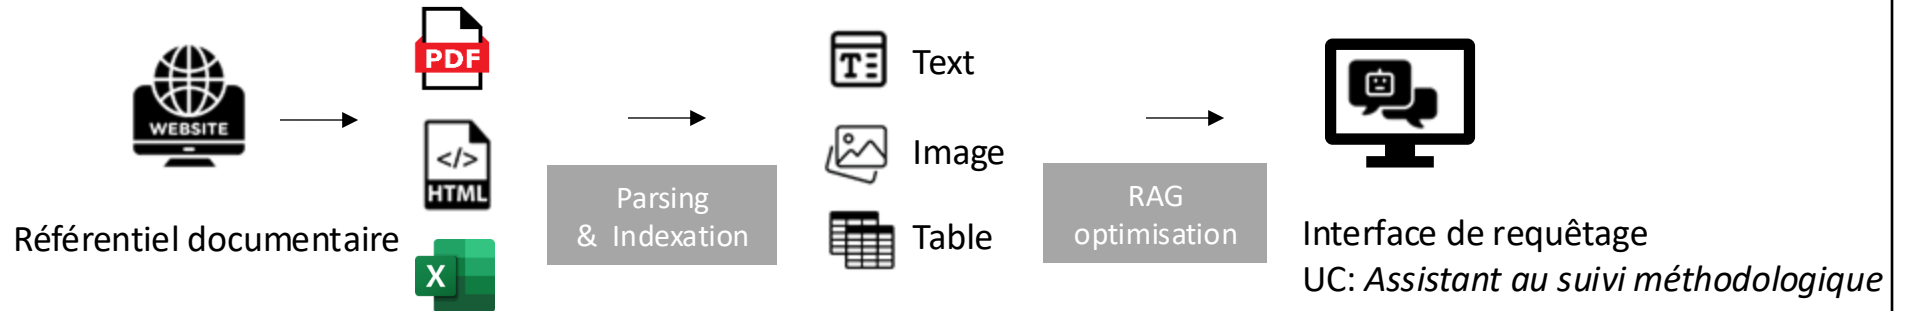 WEBSITE
Référentiel documentaire
PDF
</>
HTML
X
Parsing
& Indexation
T
Text
Image
Table
RAG
optimisation
Interface de requêtage
UC: Assistant au suivi méthodologique